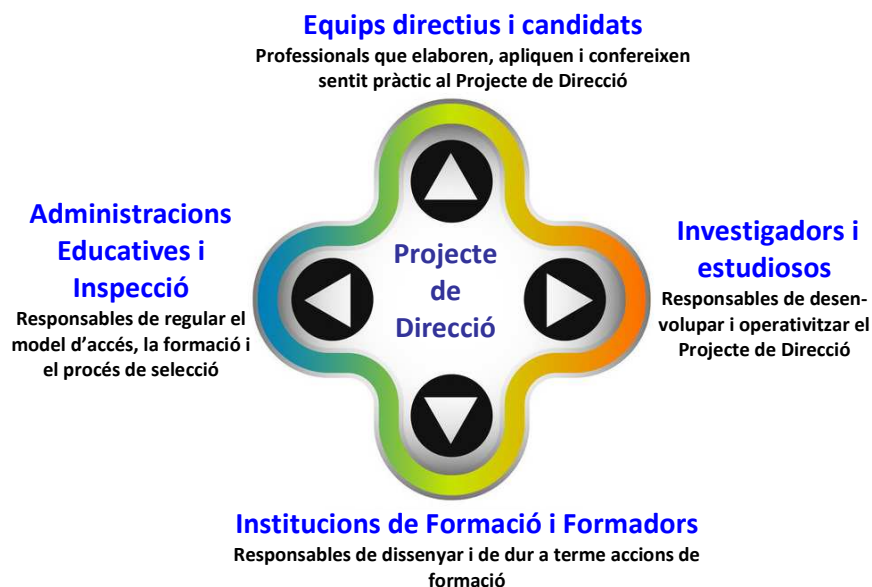 Equips directius i candidats
Professionals que elaboren, apliquen i confereixen
sentit pràctic al Projecte de Direcció
Administracions
Educatives i
Inspecció
Responsables de regular el
model d’accés, la formació i
el procés de selecció
Projecte
de
Direcció
Investigadors i
estudiosos
Responsables de desen-
volupar i operativitzar el
Projecte de Direcció
Institucions de Formació i Formadors
Responsables de dissenyar i de dur a terme accions de
formació